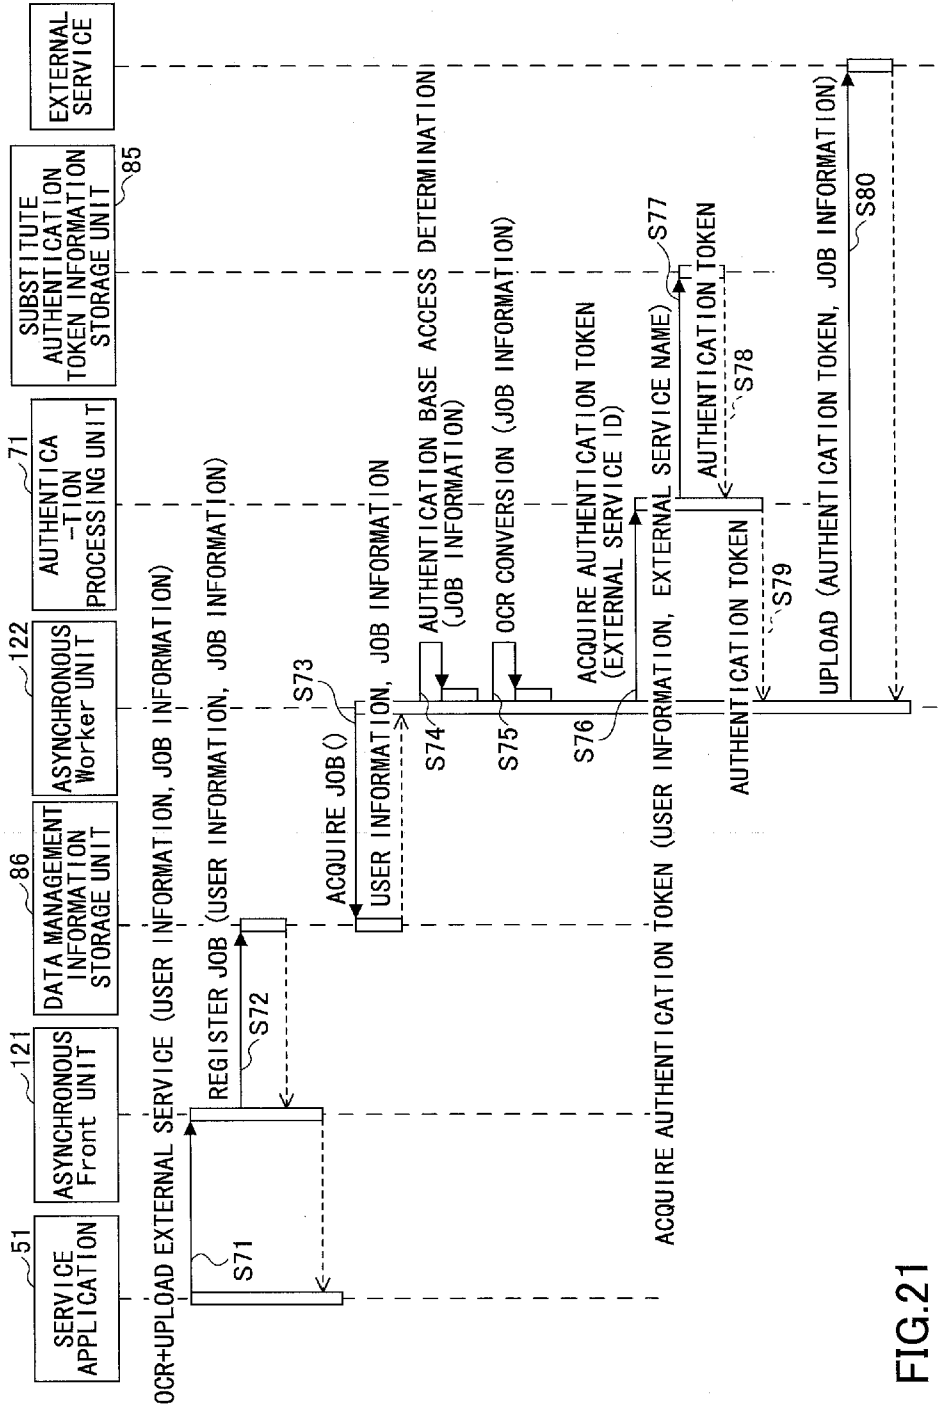 51
SERVICE
APPLICATION
121
ASYNCHRONOUS
Front UNIT
86
DATA MANAGEMENT
INFORMATION
STORAGE UNIT
122
ASYNCHRONOUS
Worker UNIT
71
AUTHENTICA
-TION
PROCESSING UNIT
SUBSTITUTE
AUTHENTICATION
TOKEN INFORMATION
STORAGE UNIT
85
EXTERNAL
SERVICE
OCR+UPLOAD EXTERNAL SERVICE (USER INFORMATION, JOB INFORMATION)
S71
REGISTER JOB (USER INFORMATION, JOB INFORMATION)
S72
S73
ACQUIRE JOB()
USER INFORMATION, JOB INFORMATION
AUTHENTICATION BASE ACCESS DETERMINATION
(JOB INFORMATION)
S74
OCR CONVERSION (JOB INFORMATION)
S75
ACQUIRE AUTHENTICATION TOKEN
(EXTERNAL SERVICE ID)
S76
ACQUIRE AUTHENTICATION TOKEN (USER INFORMATION, EXTERNAL SERVICE NAME)
S77
AUTHENTICATION TOKEN
S78
AUTHENTICATION TOKEN
S79
UPLOAD (AUTHENTICATION TOKEN, JOB INFORMATION)
S80
FIG.21